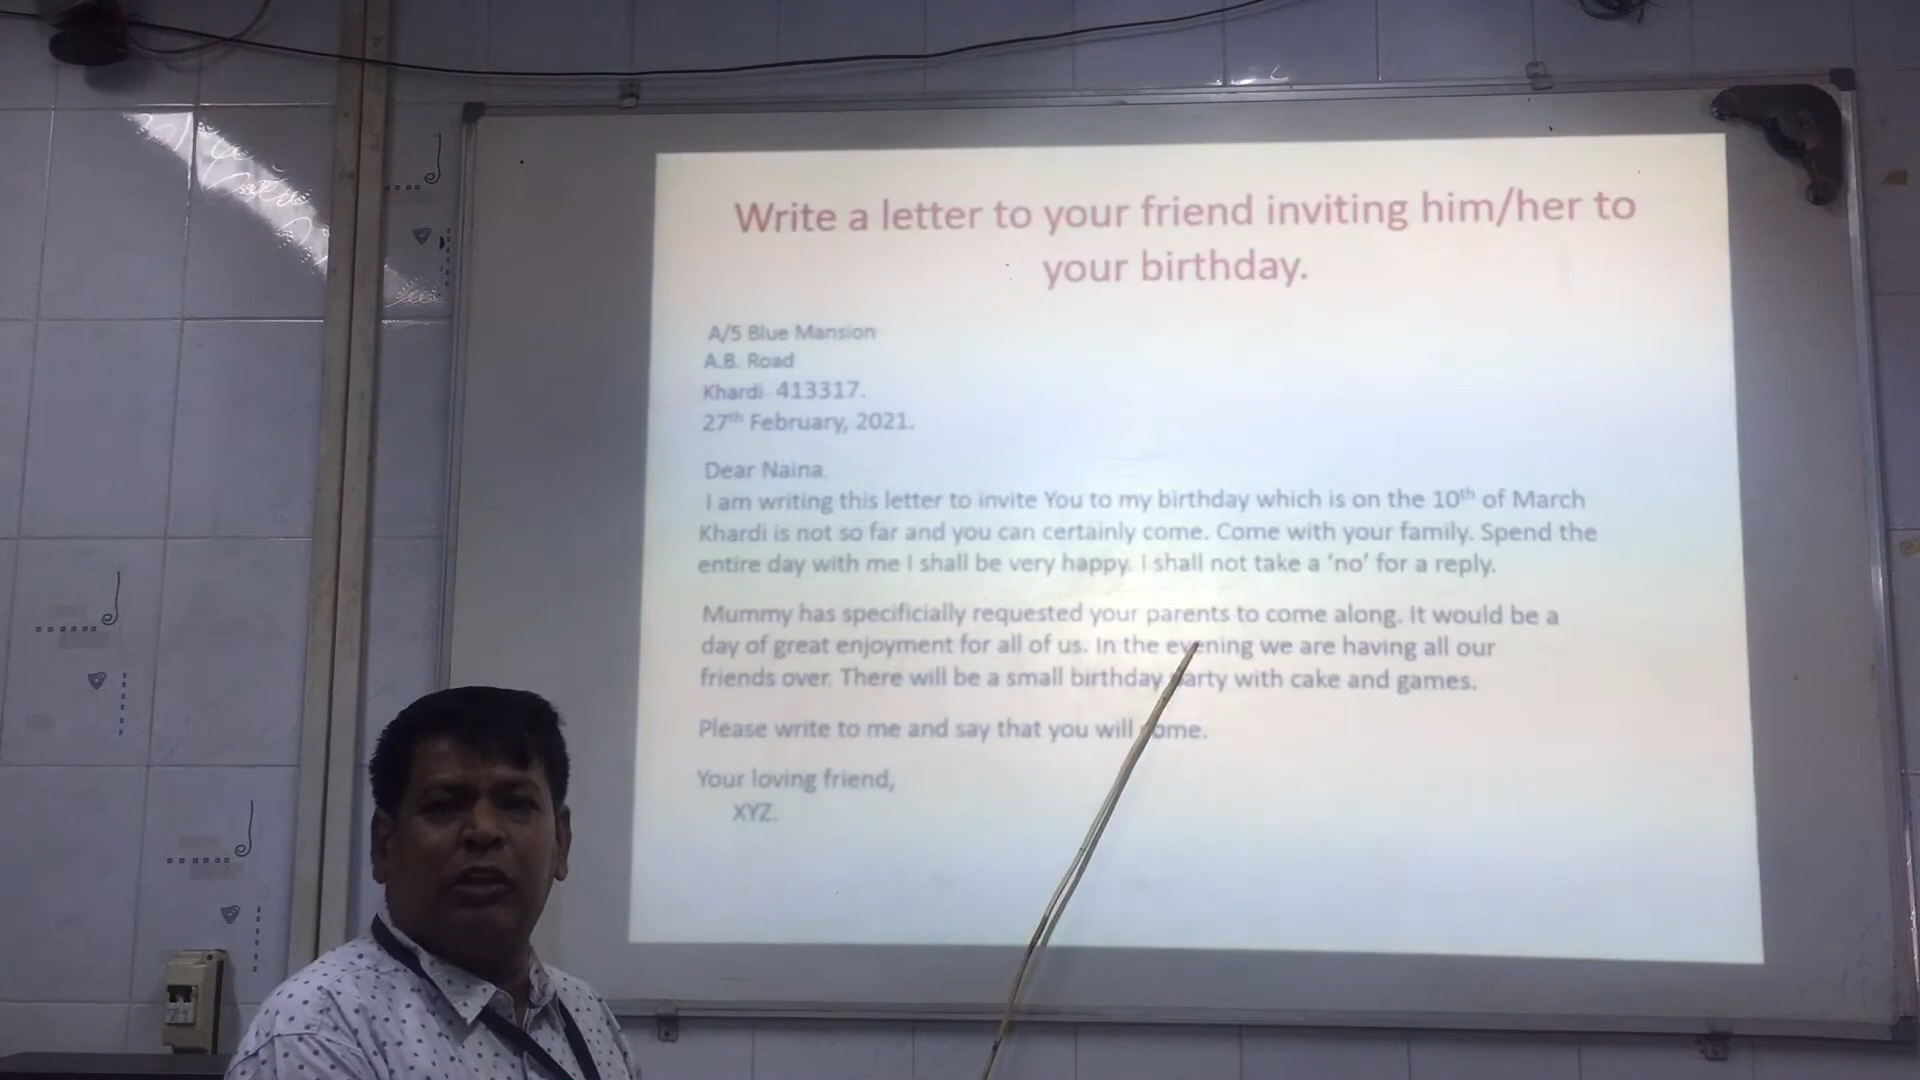 Write a letter to your friend inviting him/her to
your birthday.
A/5 Blue Mansion
A.B. Road
Khardi- 413317.
27th February, 2021.
Dear Naina
I am writing this letter to invite You to my birthday which is on the 10th of March
Khardi is not so far and you can certainly come. Come with your family. Spend the
entire day with me I shall be very happy. I shall not take a 'no' for a reply.
Mummy has specificially requested your parents to come along. It would be a
day of great enjoyment for all of us. In the evening we are having all our
friends over. There will be a small birthday party with cake and games.
Please write to me and say that you will come.
Your loving friend,
XYZ.